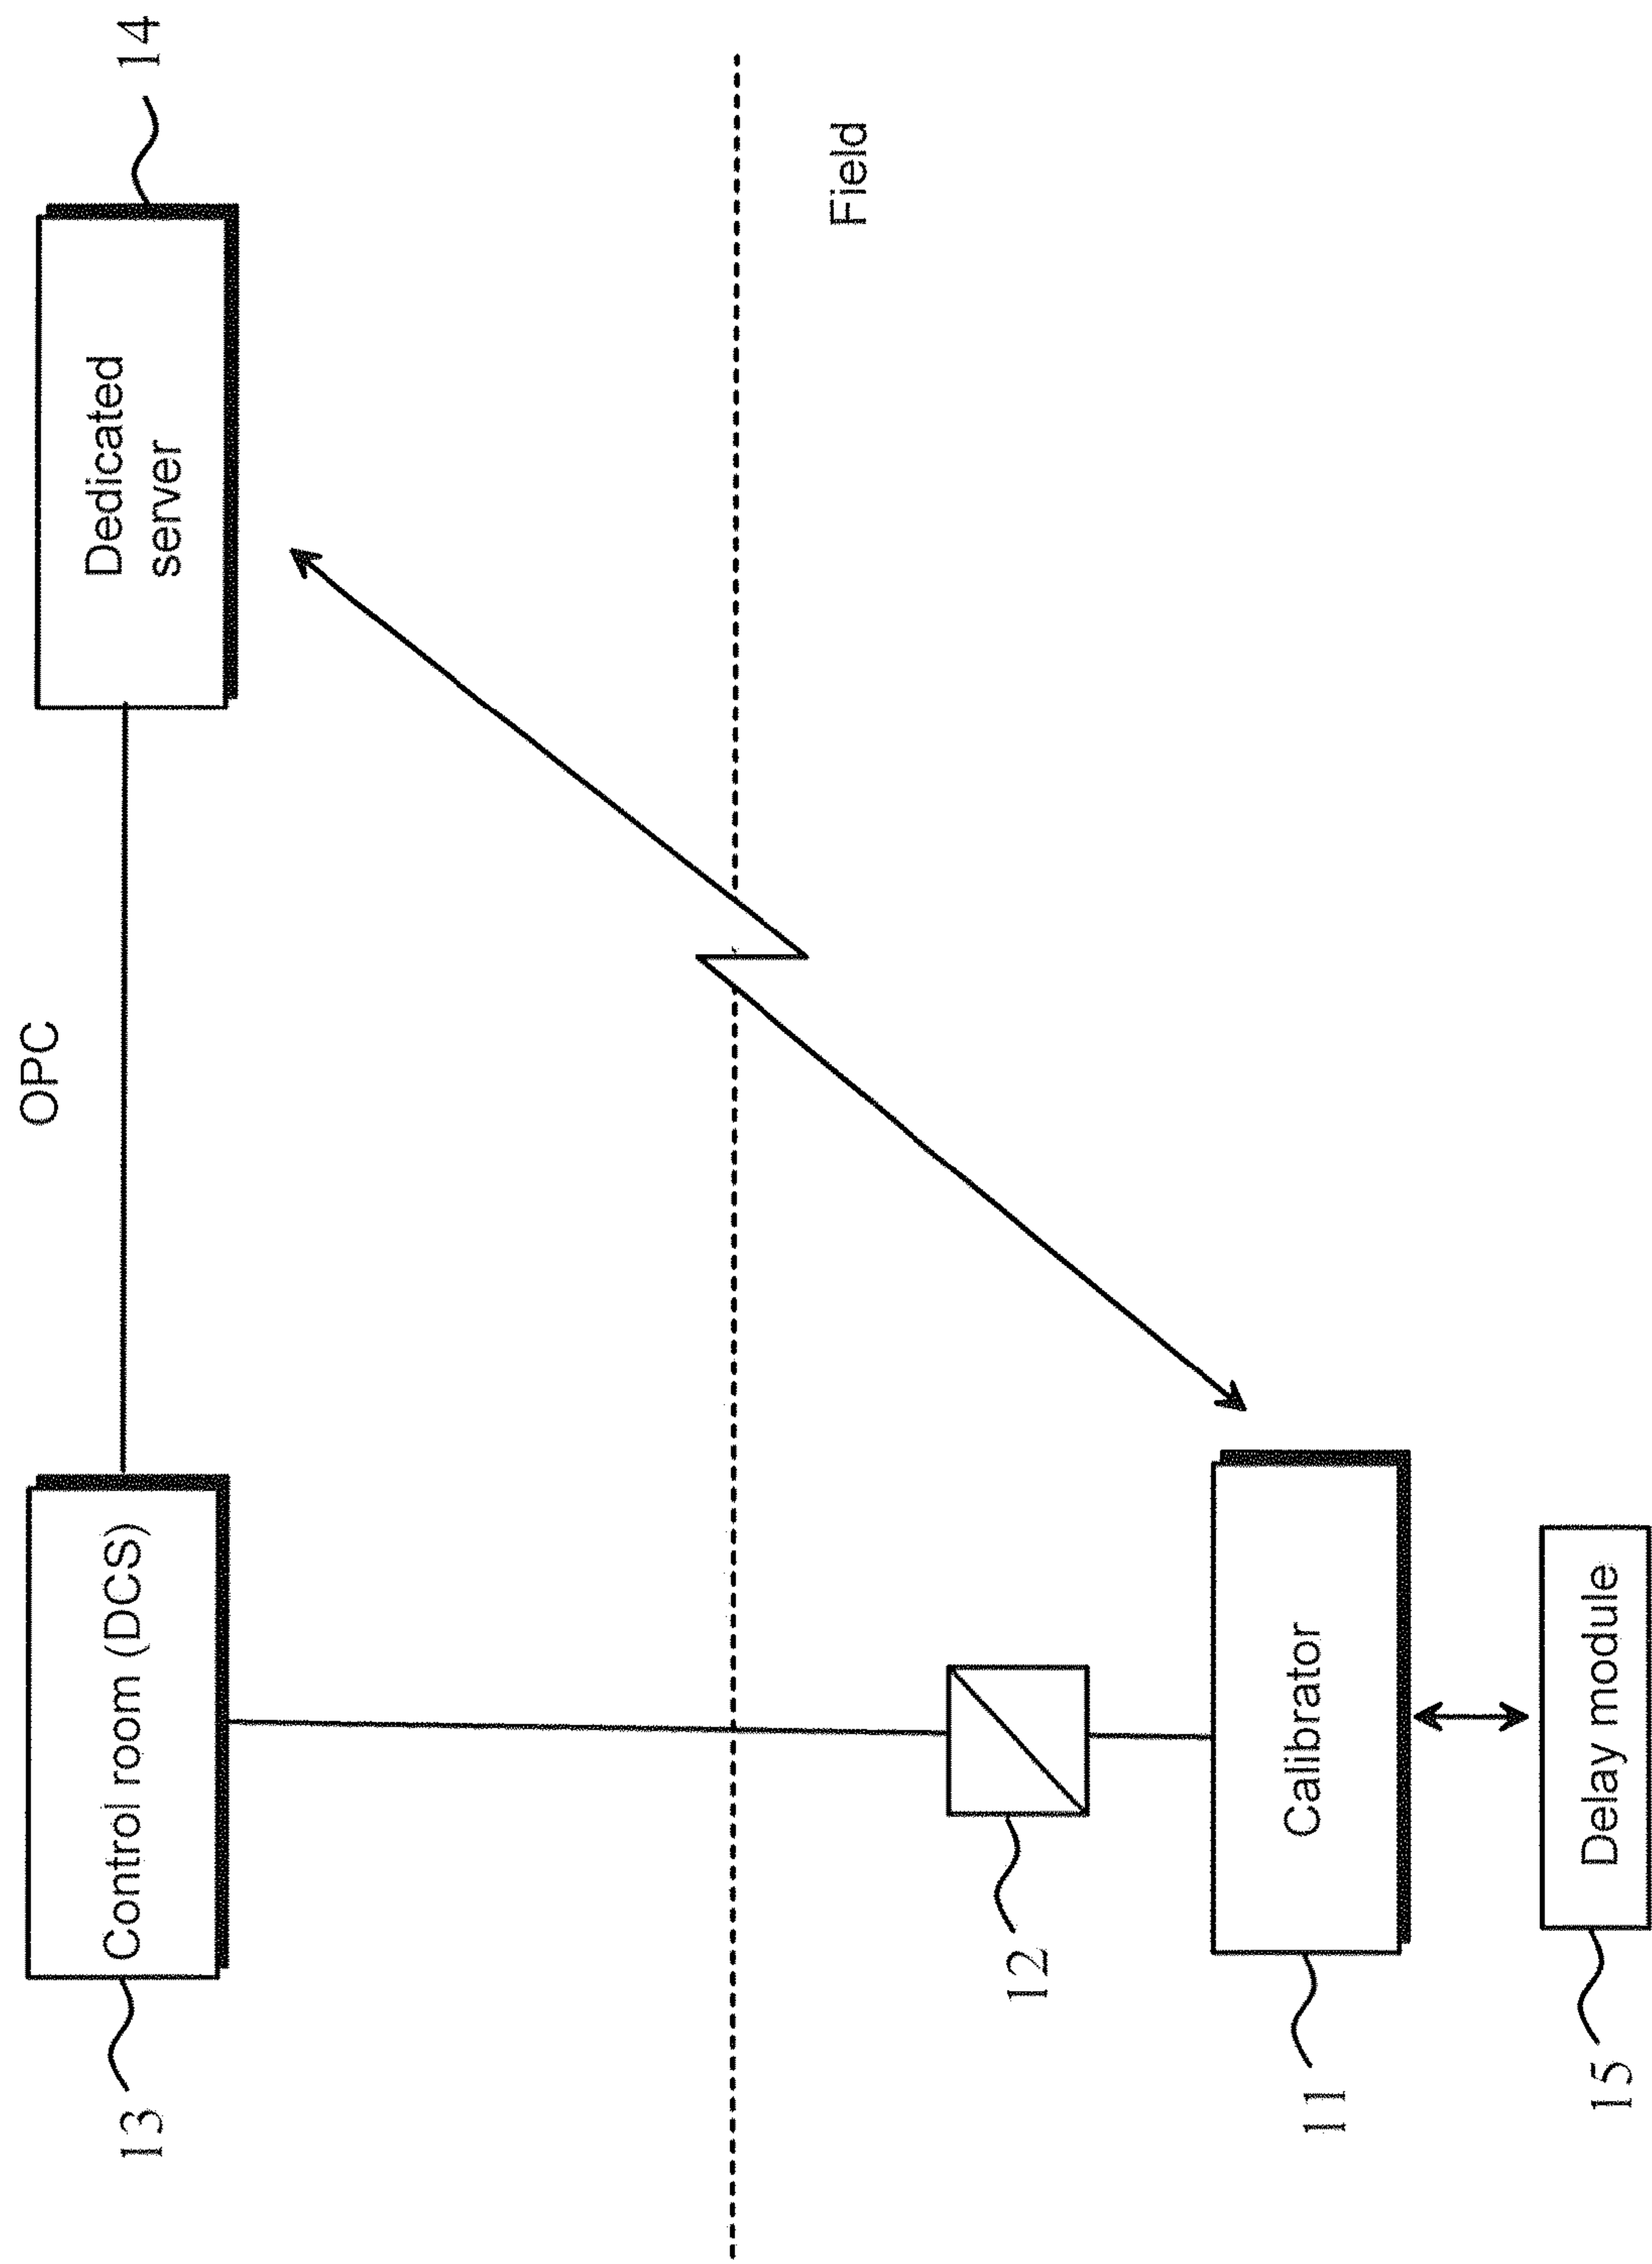 OPC
13
Control room (DCS)
Dedicated
server
14
Field
12
11
Calibrator
15
Delay module